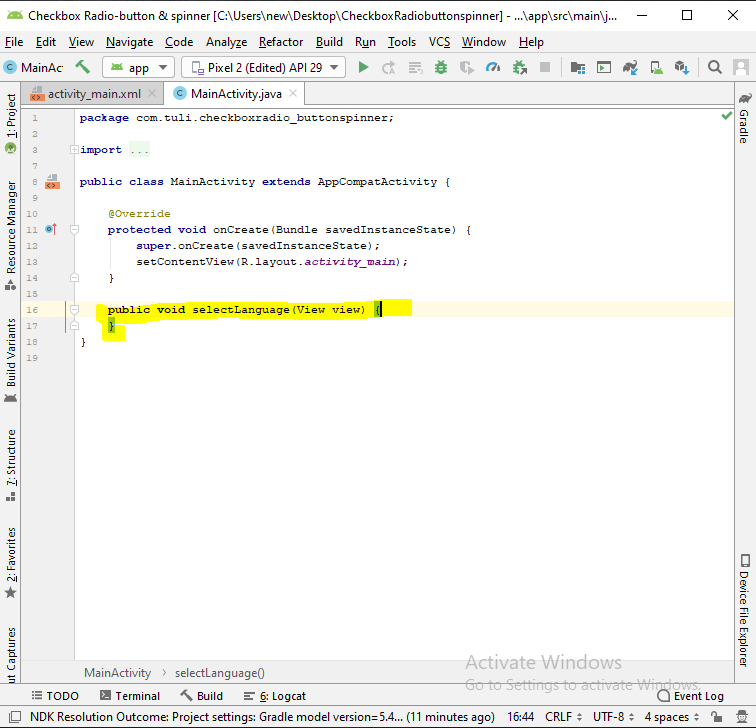 Checkbox Radio-button & spinner [C:\Users\new\Desktop\CheckboxRadiobuttonspinner] - ...\app\src\main\j...
File Edit View Navigate Code Analyze Refactor Build Run Tools VCS Window Help
MainAc app Pixel 2 (Edited) API 29
activity_main.xml MainActivity.java
1 package com.tuli.checkboxradio_buttonspinner;
2
3 import ...
7
8 public class MainActivity extends AppCompatActivity {
9
10 @Override
11 protected void onCreate(Bundle savedInstanceState) {
12 super.onCreate(savedInstanceState);
13 setContentView(R.layout.activity_main);
14 }
15
16 public void selectLanguage(View view) {
17 }
18 }
19
1: Project
Resource Manager
Build Variants
7: Structure
2: Favorites
ut Captures
Gradle
Device File Explorer
MainActivity selectLanguage()
Activate Windows
Go to Settings to activate Windows.
TODO Terminal Build 6: Logcat Event Log
NDK Resolution Outcome: Project settings: Gradle model version=5.4... (11 minutes ago) 16:44 CRLF UTF-8 4 spaces